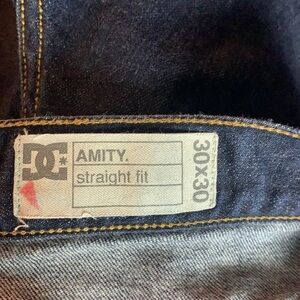 DC
AMITY.
straight fit
30x30